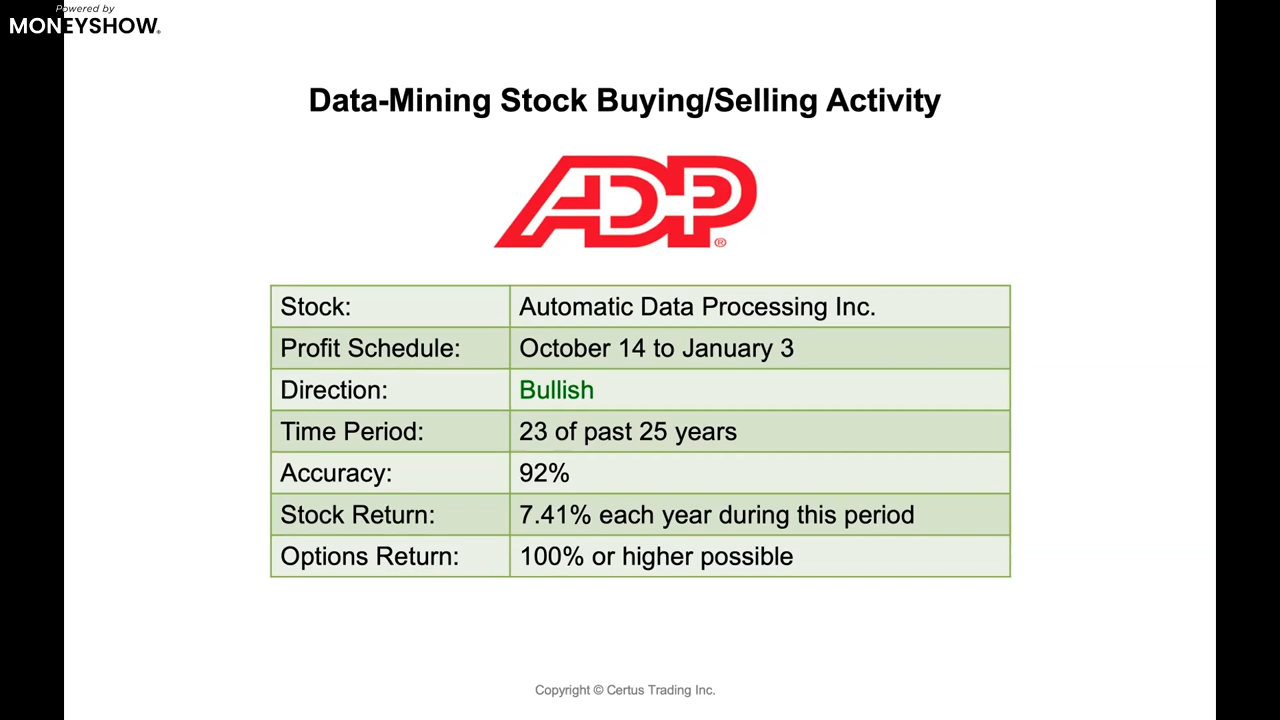 Powered by
MONEYSHOW®
Data-Mining Stock Buying/Selling Activity
ADP®
Stock: Automatic Data Processing Inc.
Profit Schedule: October 14 to January 3
Direction: Bullish
Time Period: 23 of past 25 years
Accuracy: 92%
Stock Return: 7.41% each year during this period
Options Return: 100% or higher possible
Copyright © Certus Trading Inc.